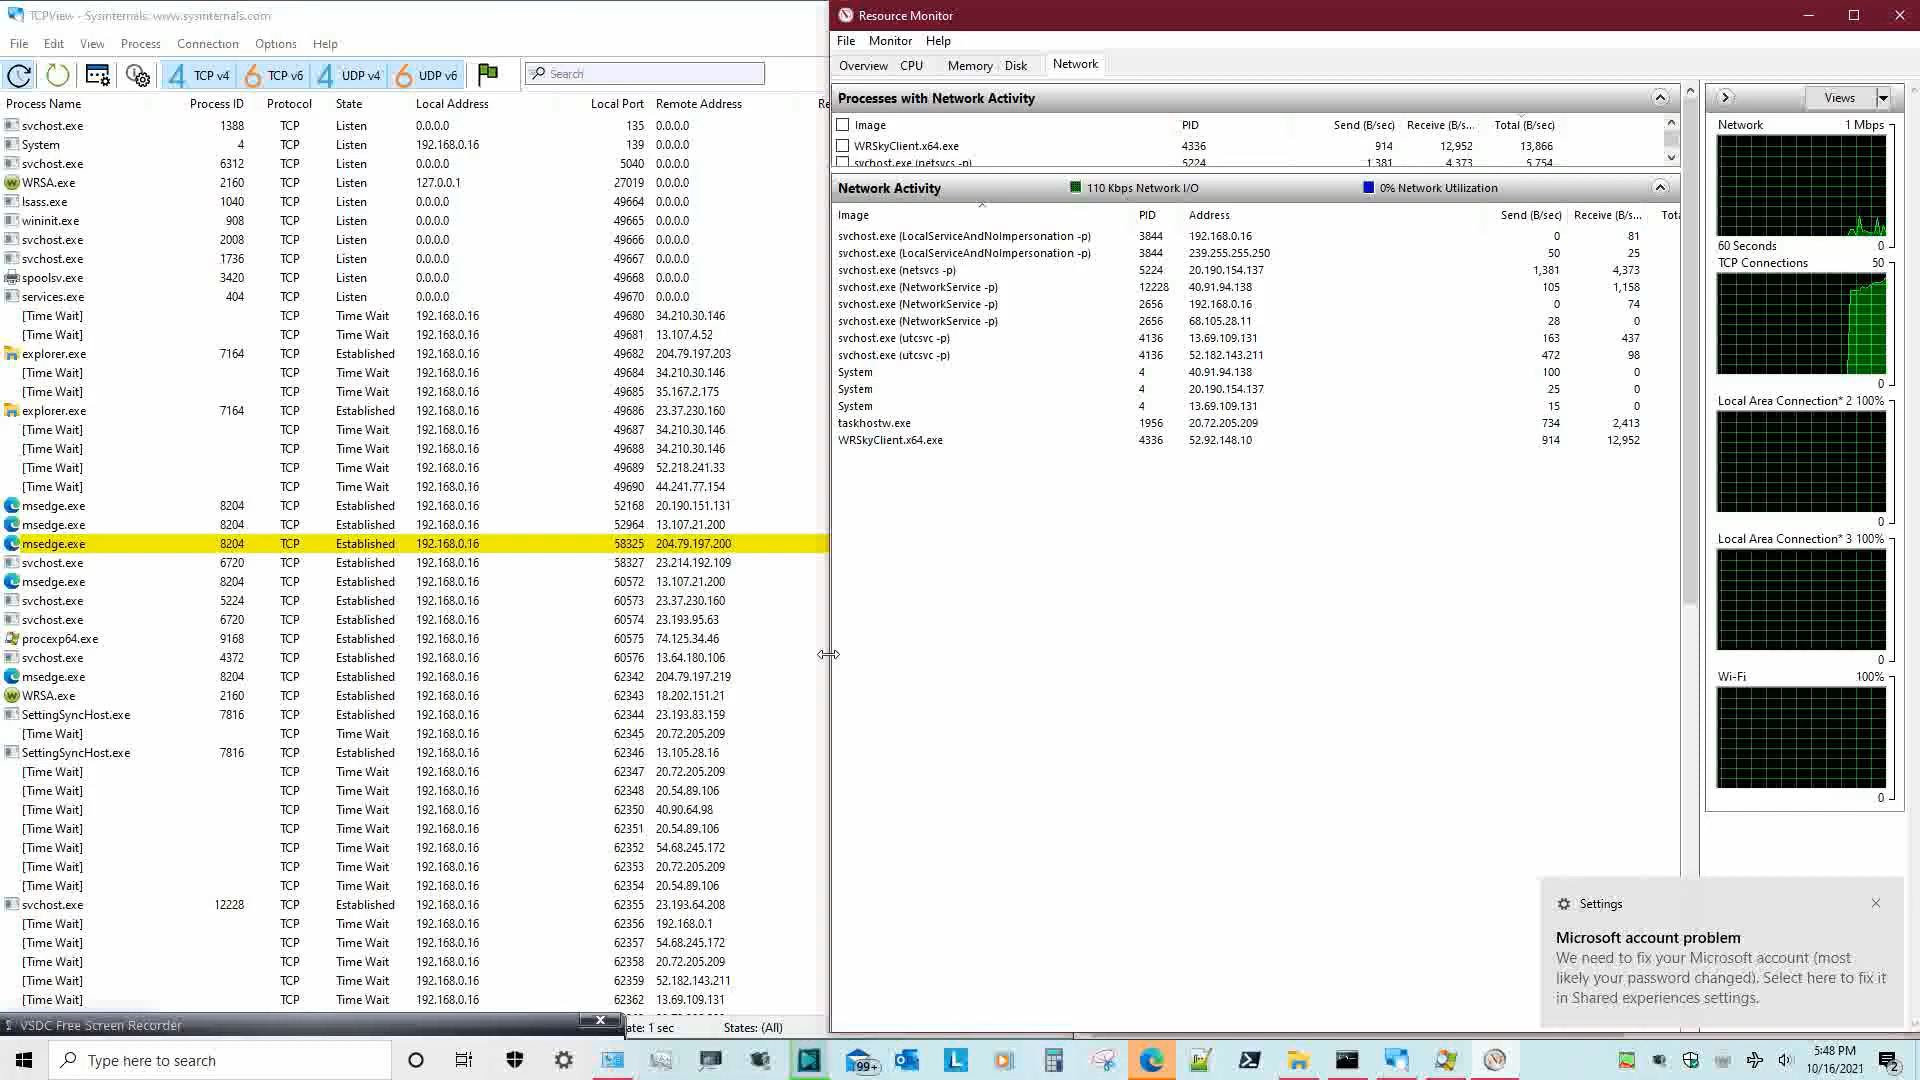 TCPView - Sysinternals: www.sysinternals.com
File Edit View Process Connection Options Help
4 TCP v4 6 TCP v6 4 UDP v4 6 UDP v6 Search
Process Name Process ID Protocol State Local Address Local Port Remote Address Re
svchost.exe 1388 TCP Listen 0.0.0.0 135 0.0.0.0
System 4 TCP Listen 192.168.0.16 139 0.0.0.0
svchost.exe 6312 TCP Listen 0.0.0.0 5040 0.0.0.0
WRSA.exe 2160 TCP Listen 127.0.0.1 27019 0.0.0.0
lsass.exe 1040 TCP Listen 0.0.0.0 49664 0.0.0.0
wininit.exe 908 TCP Listen 0.0.0.0 49665 0.0.0.0
svchost.exe 2008 TCP Listen 0.0.0.0 49666 0.0.0.0
svchost.exe 1736 TCP Listen 0.0.0.0 49667 0.0.0.0
spoolsv.exe 3420 TCP Listen 0.0.0.0 49668 0.0.0.0
services.exe 404 TCP Listen 0.0.0.0 49670 0.0.0.0
[Time Wait] TCP Time Wait 192.168.0.16 49680 34.210.30.146
[Time Wait] TCP Time Wait 192.168.0.16 49681 13.107.4.52
explorer.exe 7164 TCP Established 192.168.0.16 49682 204.79.197.203
[Time Wait] TCP Time Wait 192.168.0.16 49684 34.210.30.146
[Time Wait] TCP Time Wait 192.168.0.16 49685 35.167.2.175
explorer.exe 7164 TCP Established 192.168.0.16 49686 23.37.230.160
[Time Wait] TCP Time Wait 192.168.0.16 49687 34.210.30.146
[Time Wait] TCP Time Wait 192.168.0.16 49688 34.210.30.146
[Time Wait] TCP Time Wait 192.168.0.16 49689 52.218.241.33
[Time Wait] TCP Time Wait 192.168.0.16 49690 44.241.77.154
msedge.exe 8204 TCP Established 192.168.0.16 52168 20.190.151.131
msedge.exe 8204 TCP Established 192.168.0.16 52964 13.107.21.200
msedge.exe 8204 TCP Established 192.168.0.16 58325 204.79.197.200
svchost.exe 6720 TCP Established 192.168.0.16 58327 23.214.192.109
msedge.exe 8204 TCP Established 192.168.0.16 60572 13.107.21.200
svchost.exe 5224 TCP Established 192.168.0.16 60573 23.37.230.160
svchost.exe 6720 TCP Established 192.168.0.16 60574 23.193.95.63
procexp64.exe 9168 TCP Established 192.168.0.16 60575 74.125.34.46
svchost.exe 4372 TCP Established 192.168.0.16 60576 13.64.180.106
msedge.exe 8204 TCP Established 192.168.0.16 62342 204.79.197.219
WRSA.exe 2160 TCP Established 192.168.0.16 62343 18.202.151.21
SettingSyncHost.exe 7816 TCP Established 192.168.0.16 62344 23.193.83.159
[Time Wait] TCP Time Wait 192.168.0.16 62345 20.72.205.209
SettingSyncHost.exe 7816 TCP Established 192.168.0.16 62346 13.105.28.16
[Time Wait] TCP Time Wait 192.168.0.16 62347 20.72.205.209
[Time Wait] TCP Time Wait 192.168.0.16 62348 20.54.89.106
[Time Wait] TCP Time Wait 192.168.0.16 62350 40.90.64.98
[Time Wait] TCP Time Wait 192.168.0.16 62351 20.54.89.106
[Time Wait] TCP Time Wait 192.168.0.16 62352 54.68.245.172
[Time Wait] TCP Time Wait 192.168.0.16 62353 20.72.205.209
[Time Wait] TCP Time Wait 192.168.0.16 62354 20.54.89.106
svchost.exe 12228 TCP Established 192.168.0.16 62355 23.193.64.208
[Time Wait] TCP Time Wait 192.168.0.16 62356 192.168.0.1
[Time Wait] TCP Time Wait 192.168.0.16 62357 54.68.245.172
[Time Wait] TCP Time Wait 192.168.0.16 62358 20.72.205.209
[Time Wait] TCP Time Wait 192.168.0.16 62359 52.182.143.211
[Time Wait] TCP Time Wait 192.168.0.16 62362 13.69.109.131
VSDC Free Screen Recorder
ate: 1 sec States: (All)
Resource Monitor
File Monitor Help
Overview CPU Memory Disk Network
Processes with Network Activity
Image PID Send (B/sec) Receive (B/s... Total (B/sec)
WRSkyClient.x64.exe 4336 914 12,952 13,866
svchost.exe (netsvcs -p) 5224 1,381 4,373 5,754
Network Activity 110 Kbps Network I/O 0% Network Utilization
Image PID Address Send (B/sec) Receive (B/s... Tota
svchost.exe (LocalServiceAndNoImpersonation -p) 3844 192.168.0.16 0 81
svchost.exe (LocalServiceAndNoImpersonation -p) 3844 239.255.255.250 50 25
svchost.exe (netsvcs -p) 5224 20.190.154.137 1,381 4,373
svchost.exe (NetworkService -p) 12228 40.91.94.138 105 1,158
svchost.exe (NetworkService -p) 2656 192.168.0.16 0 74
svchost.exe (NetworkService -p) 2656 68.105.28.11 28 0
svchost.exe (utcsvc -p) 4136 13.69.109.131 163 437
svchost.exe (utcsvc -p) 4136 52.182.143.211 472 98
System 4 40.91.94.138 100 0
System 4 20.190.154.137 25 0
System 4 13.69.109.131 15 0
taskhostw.exe 1956 20.72.205.209 734 2,413
WRSkyClient.x64.exe 4336 52.92.148.10 914 12,952
Views
Network 1 Mbps
60 Seconds 0
TCP Connections 50
0
Local Area Connection* 2 100%
0
Local Area Connection* 3 100%
0
Wi-Fi 100%
0
Settings
Microsoft account problem
We need to fix your Microsoft account (most
likely your password changed). Select here to fix it
in Shared experiences settings.
Type here to search
99+
5:48 PM
10/16/2021
2